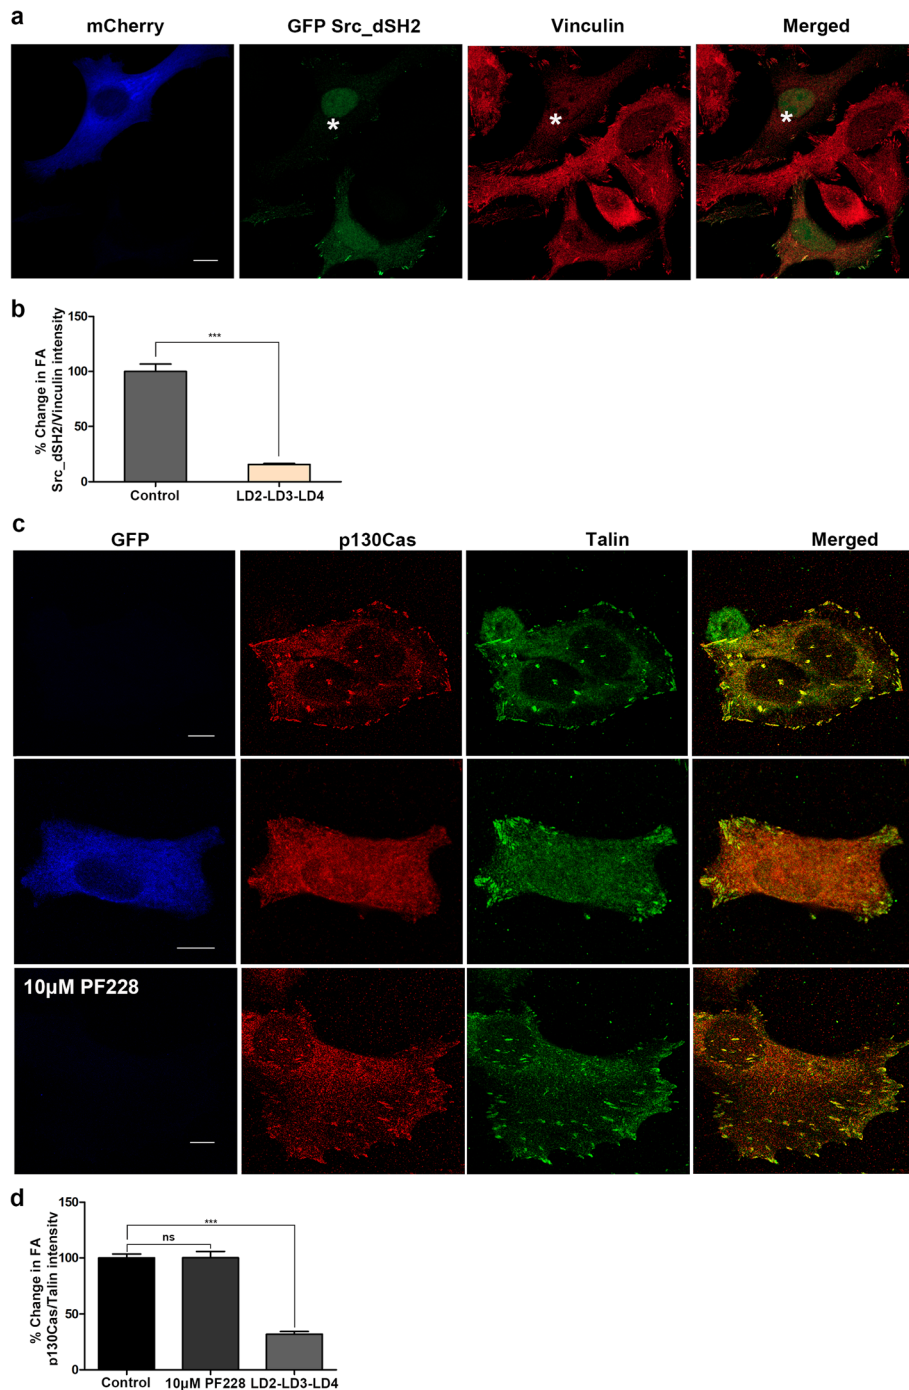 a
mCherry GFP Src_dSH2 Vinculin Merged
* * *
b
% Change in FA
Src_dSH2/Vinculin intensity
150
100
50
0
***
Control LD2-LD3-LD4
c
GFP p130Cas Talin Merged
10µM PF228
d
% Change in FA
p130Cas/Talin intensity
150
100
50
0
***
ns
Control 10µM PF228 LD2-LD3-LD4